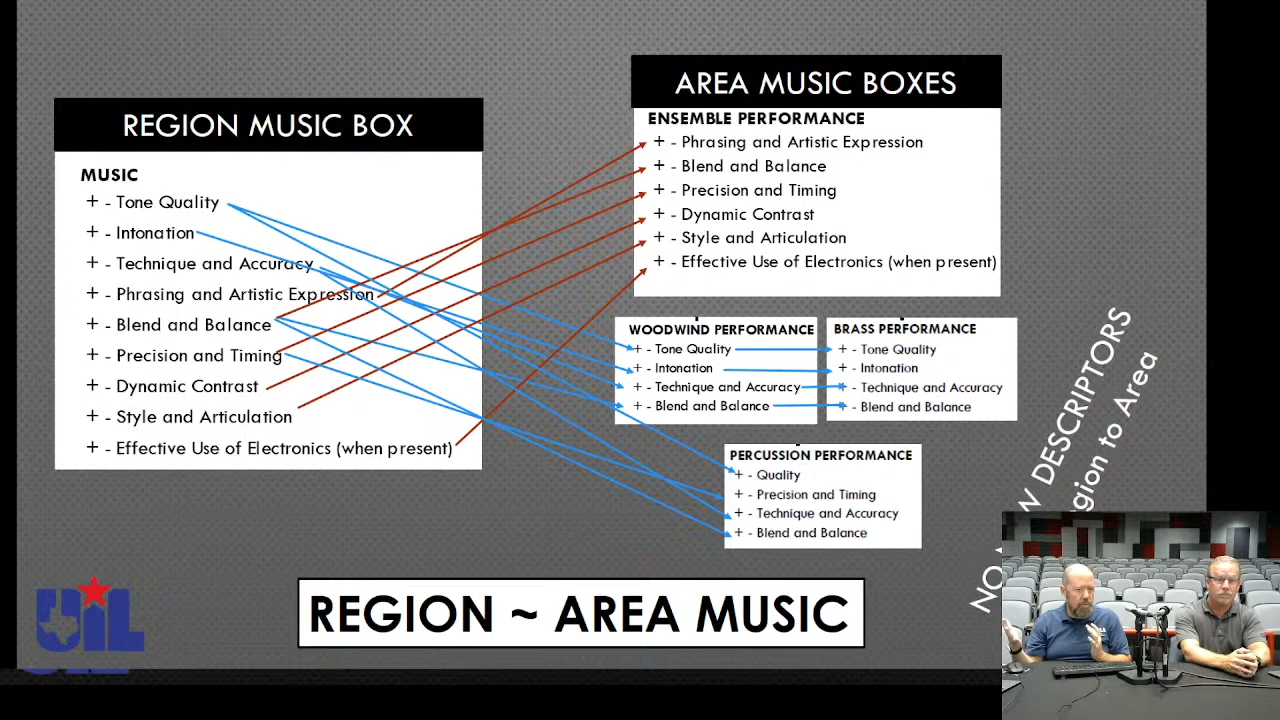 REGION MUSIC BOX
MUSIC
+ - Tone Quality
+ - Intonation
+ - Technique and Accuracy
+ - Phrasing and Artistic Expression
+ - Blend and Balance
+ - Precision and Timing
+ - Dynamic Contrast
+ - Style and Articulation
+ - Effective Use of Electronics (when present)
AREA MUSIC BOXES
ENSEMBLE PERFORMANCE
+ - Phrasing and Artistic Expression
+ - Blend and Balance
+ - Precision and Timing
+ - Dynamic Contrast
+ - Style and Articulation
+ - Effective Use of Electronics (when present)
WOODWIND PERFORMANCE
+ - Tone Quality
+ - Intonation
+ - Technique and Accuracy
+ - Blend and Balance
BRASS PERFORMANCE
+ - Tone Quality
+ - Intonation
+ - Technique and Accuracy
+ - Blend and Balance
PERCUSSION PERFORMANCE
+ - Quality
+ - Precision and Timing
+ - Technique and Accuracy
+ - Blend and Balance
NO DESCRIPTORS
to Area
REGION ~ AREA MUSIC
UIL